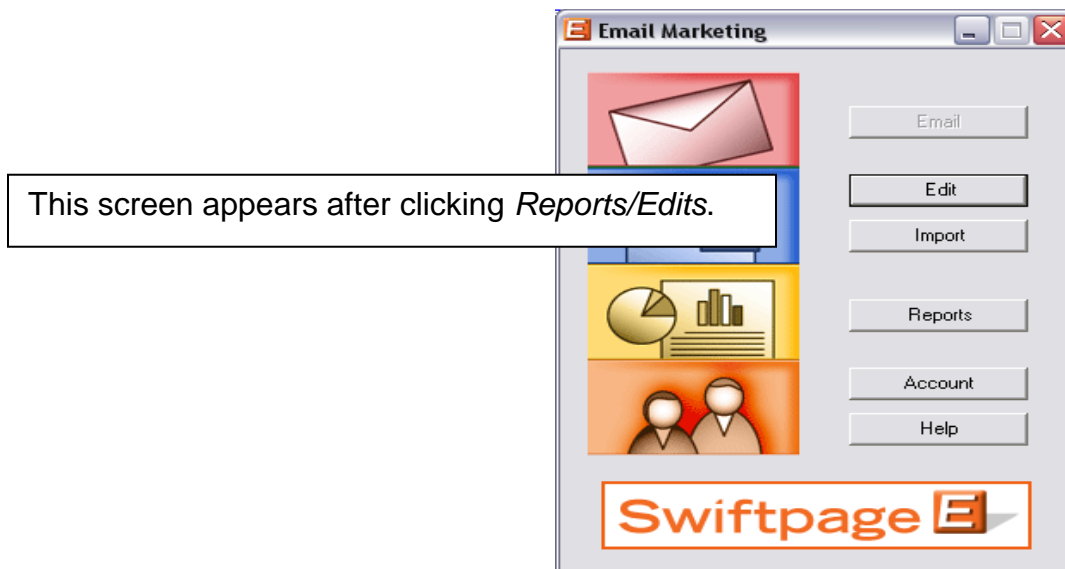 Email Marketing
Email
This screen appears after clicking Reports/Edits.
Edit
Import
Reports
Account
Help
Swiftpage E